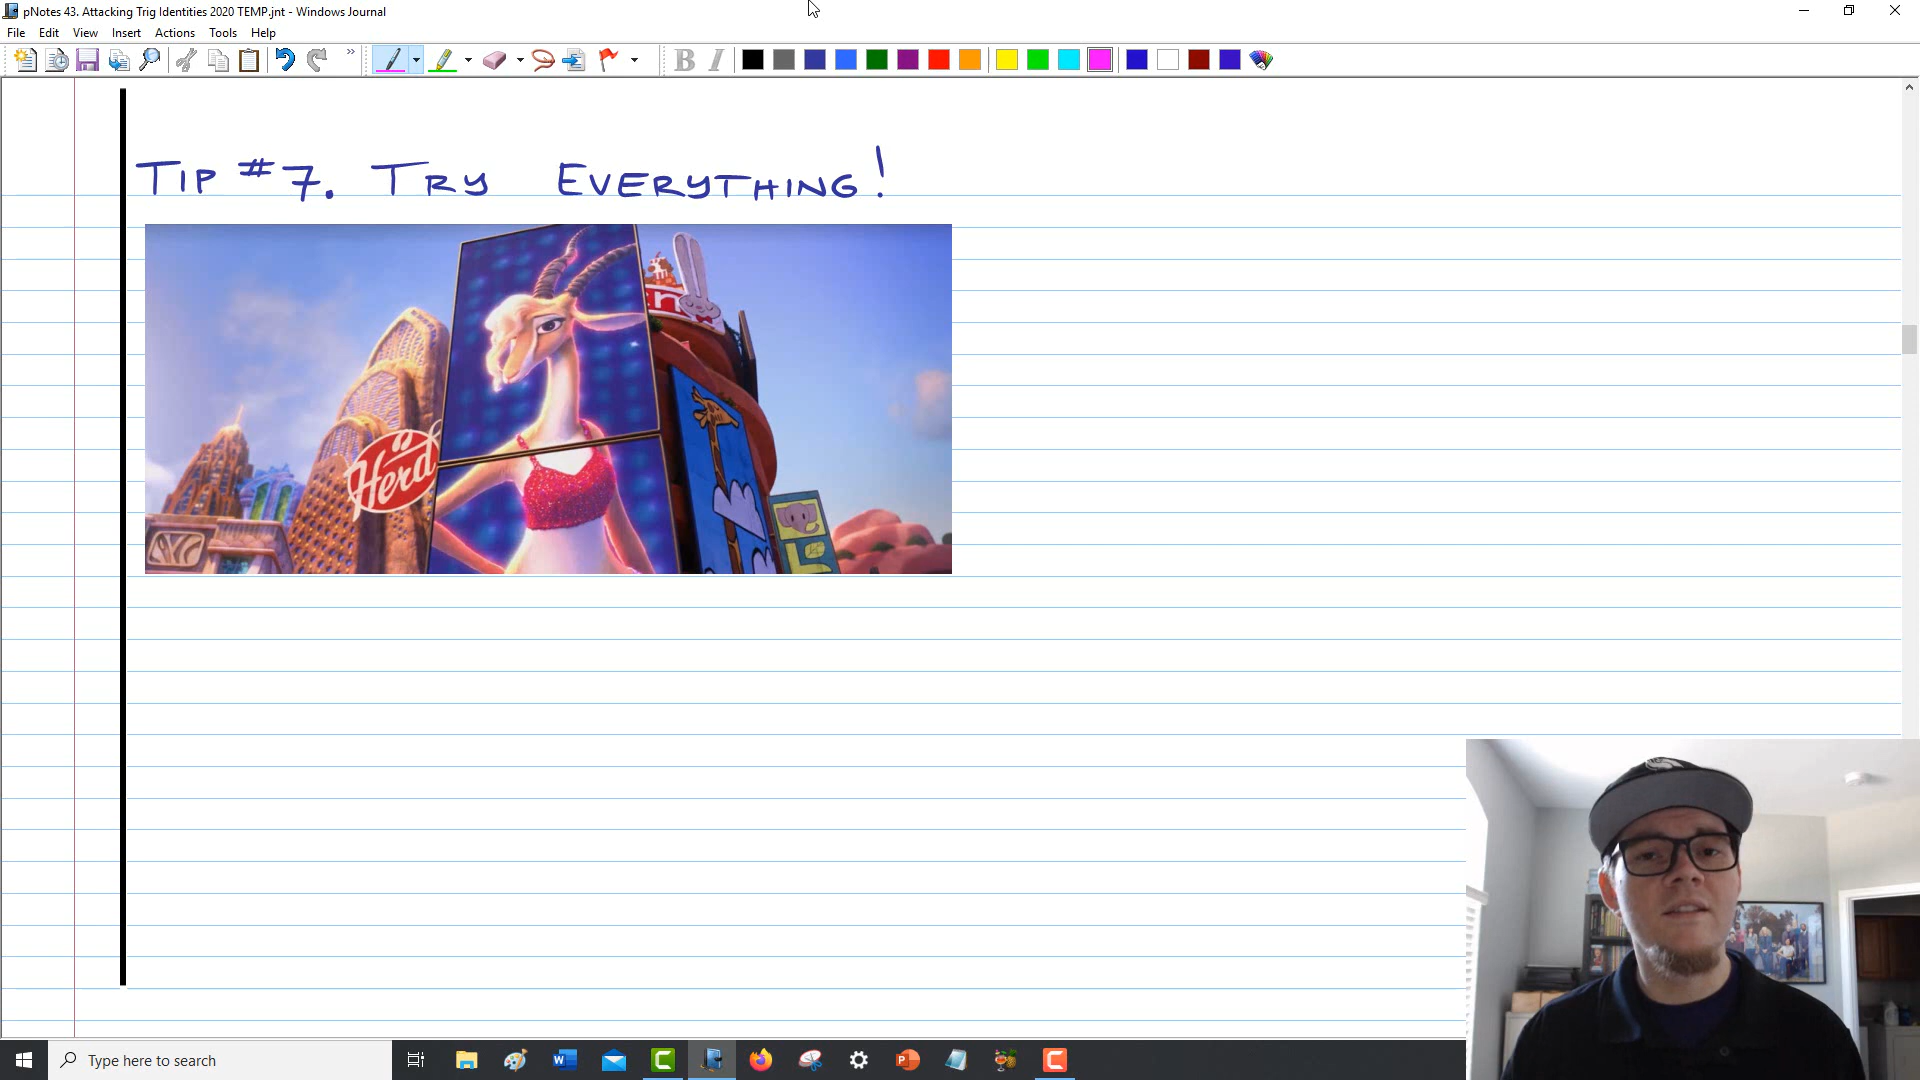 pNotes 43. Attacking Trig Identities 2020 TEMP.jnt - Windows Journal
File Edit View Insert Actions Tools Help
B I
TIP #7. TRY EVERYTHING!
Herd
Type here to search